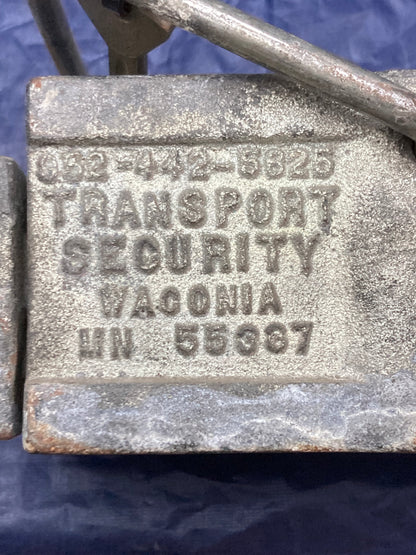 952-442-5625
TRANSPORT
SECURITY
WACONIA
MN 55387